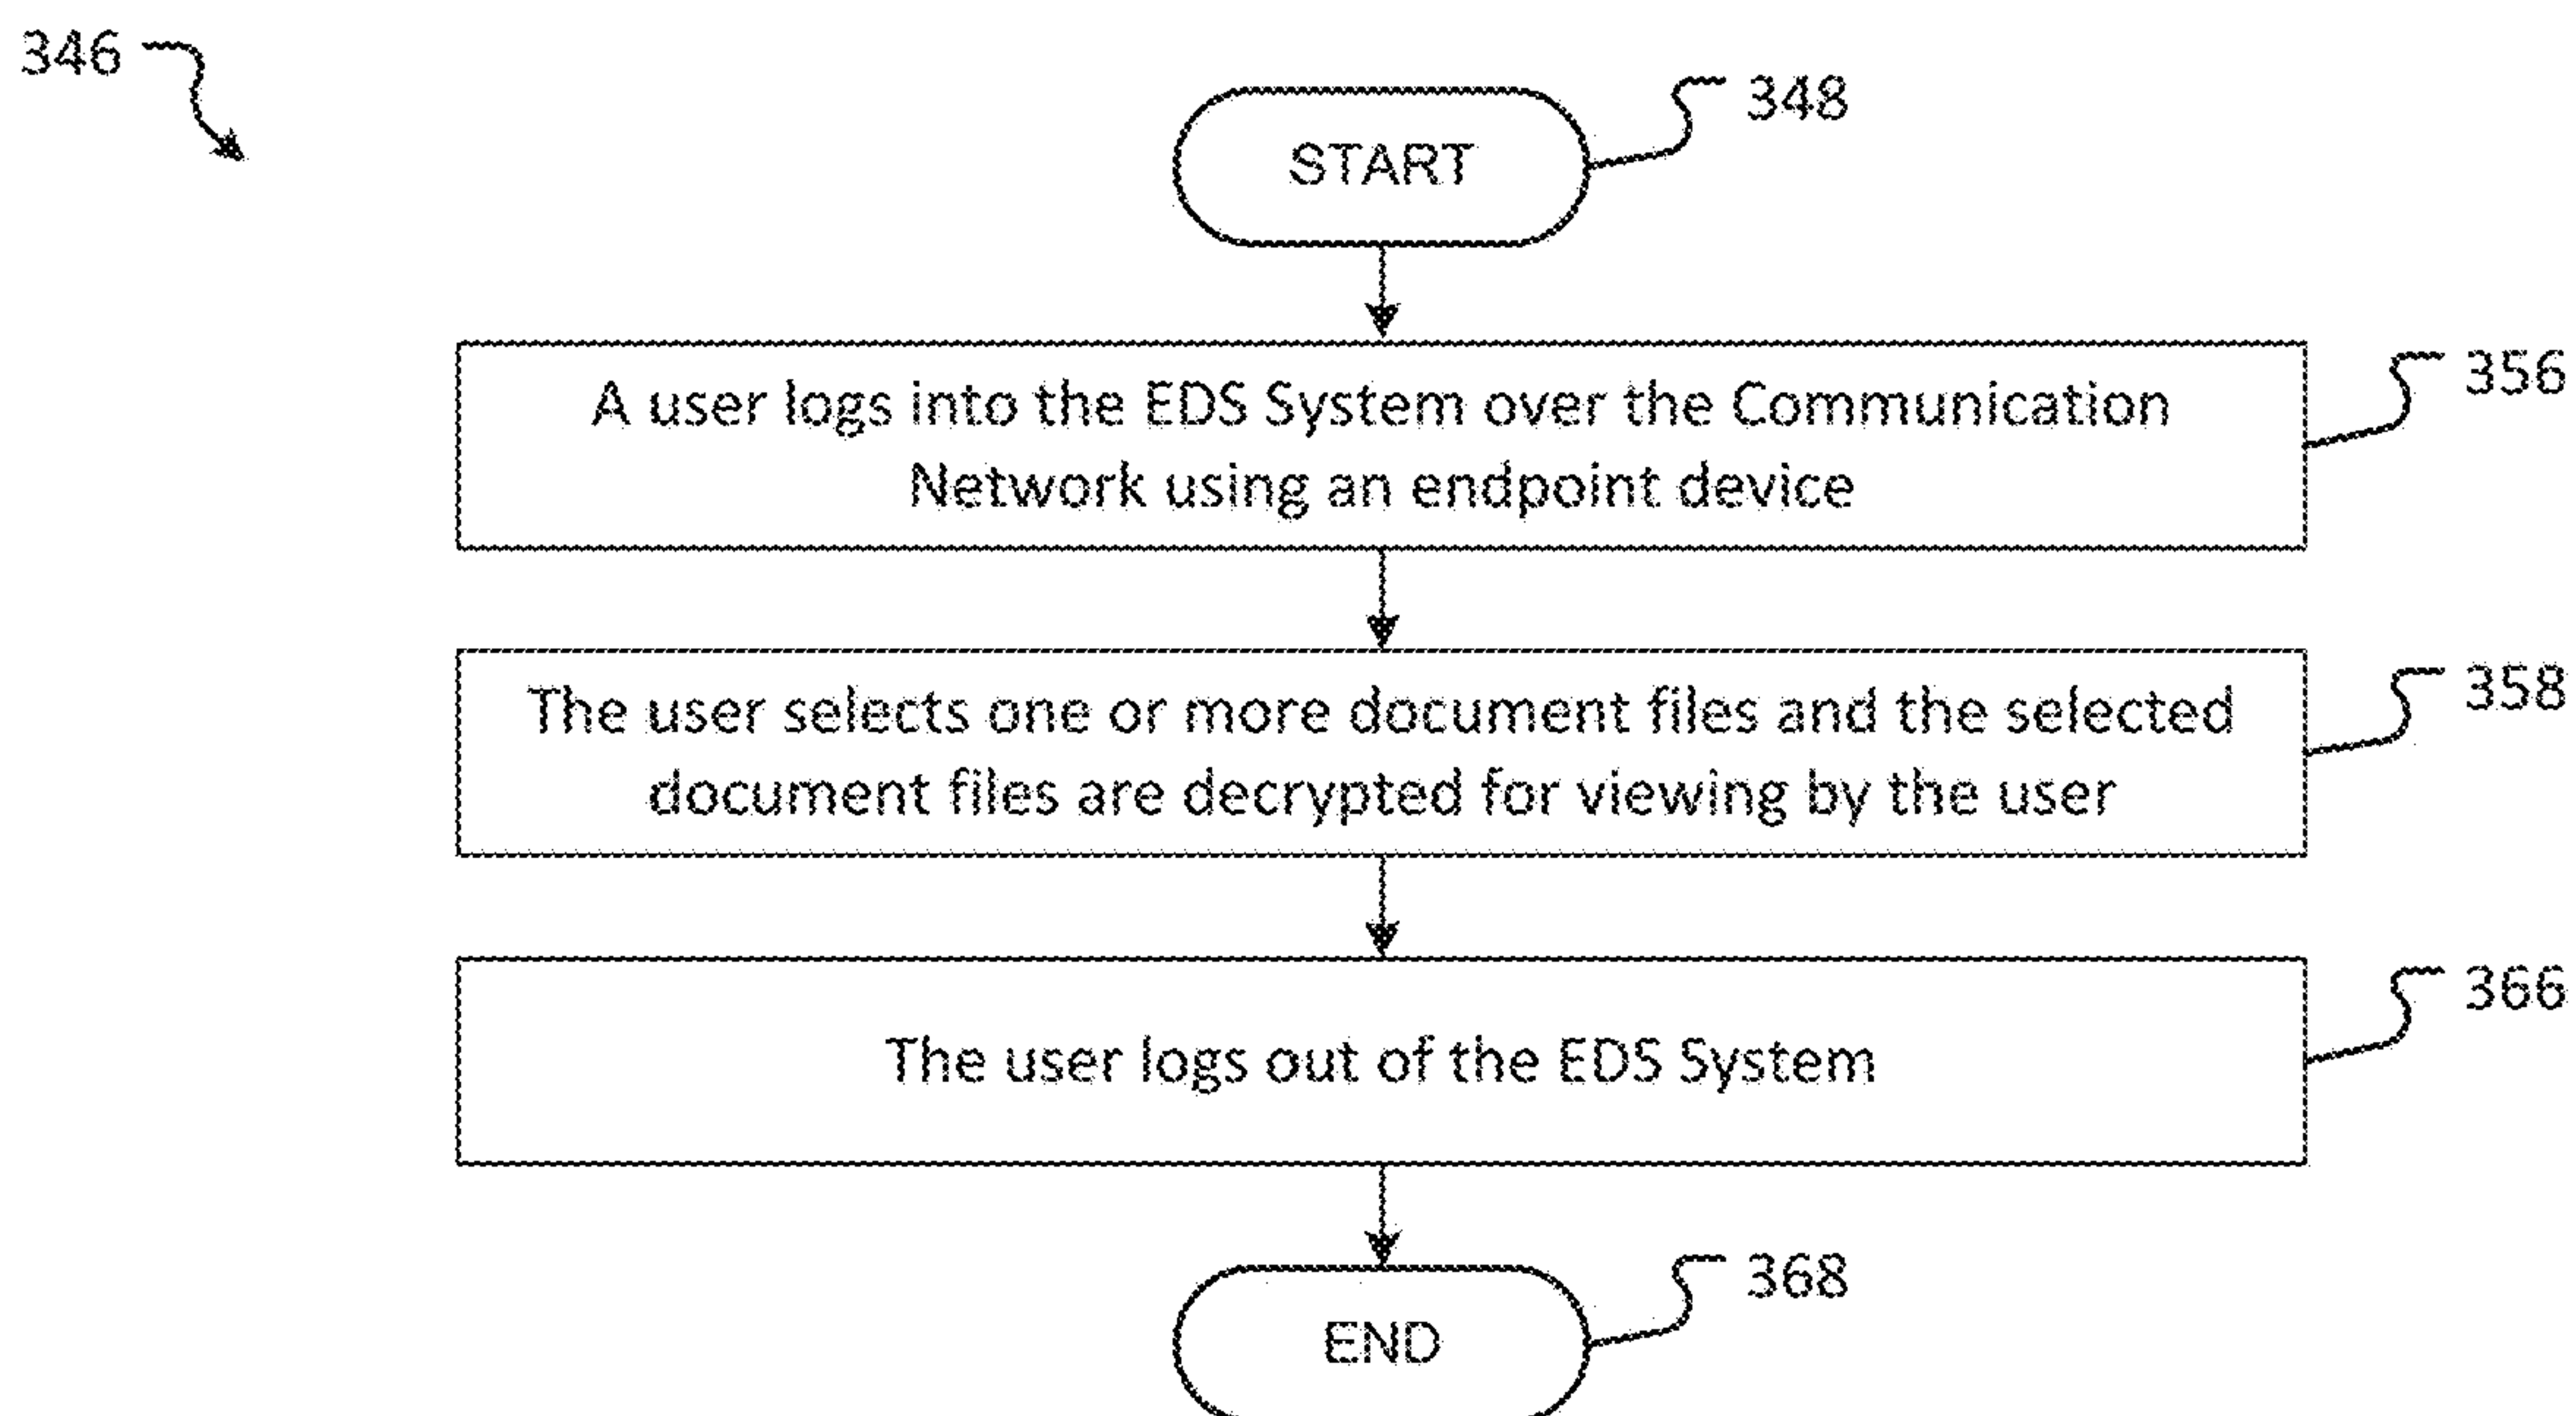 346
START
348
A user logs into the EDS System over the Communication
Network using an endpoint device
356
The user selects one or more document files and the selected
document files are decrypted for viewing by the user
358
The user logs out of the EDS System
366
END
368